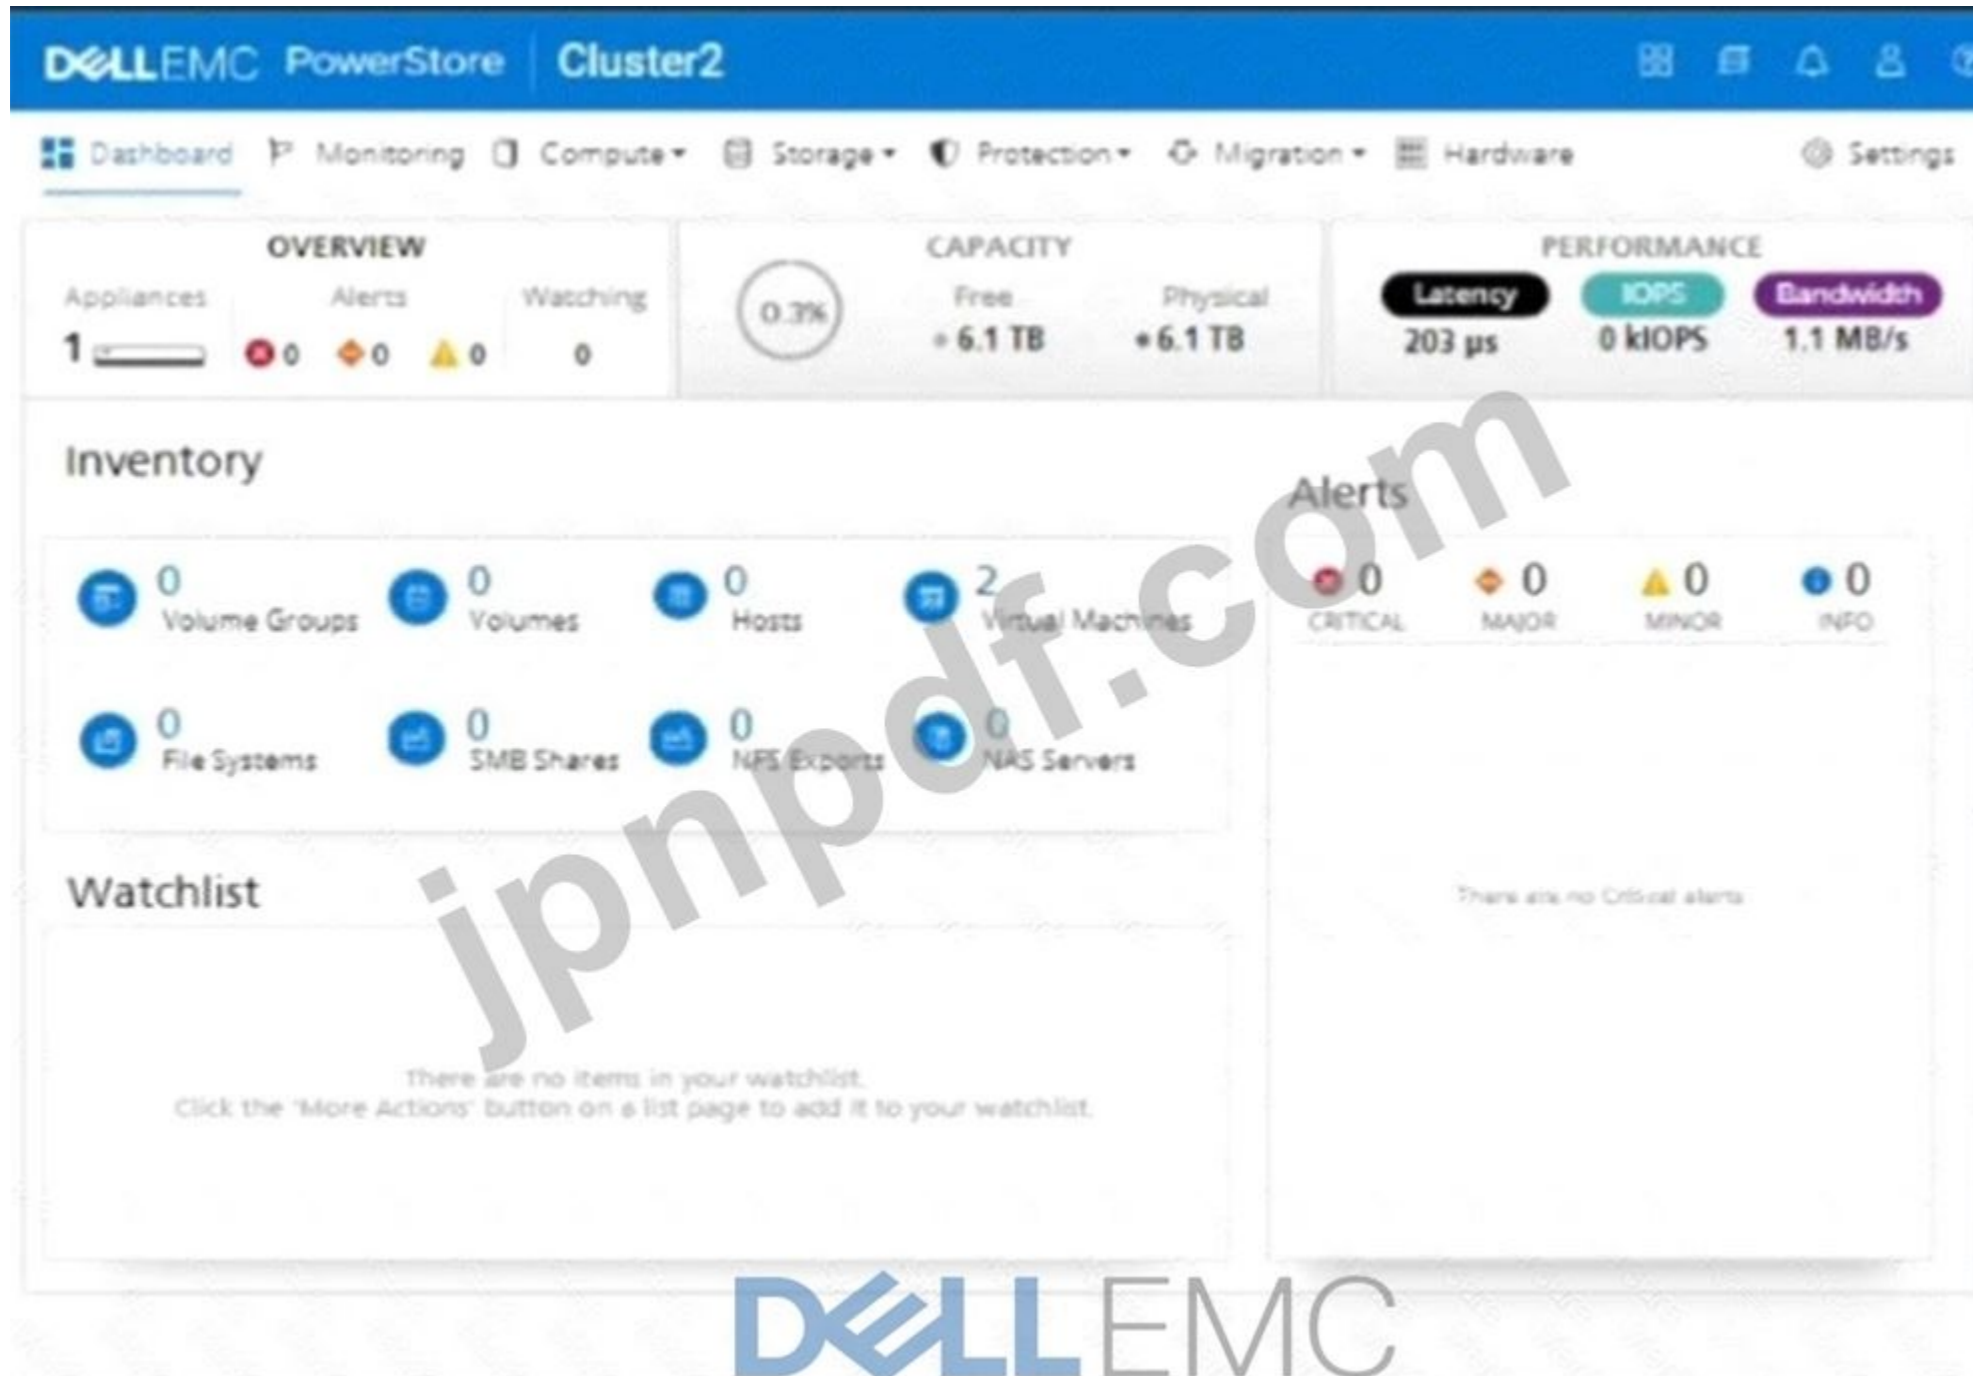 DELLEMC PowerStore Cluster2
Dashboard Monitoring Compute Storage Protection Migration Hardware Settings
OVERVIEW
Appliances Alerts Watching
1 0 0 0 0
CAPACITY
0.3%
Free Physical
6.1 TB 6.1 TB
PERFORMANCE
Latency IOPS Bandwidth
203 µs 0 kIOPS 1.1 MB/s
Inventory
0 0 0 2
Volume Groups Volumes Hosts Virtual Machines
0 0 0 0
File Systems SMB Shares NFS Exports NAS Servers
Alerts
0 0 0 0
CRITICAL MAJOR MINOR INFO
There are no Critical alerts
Watchlist
There are no items in your watchlist.
Click the 'More Actions' button on a list page to add it to your watchlist.
jpnpdf.com
DELLEMC